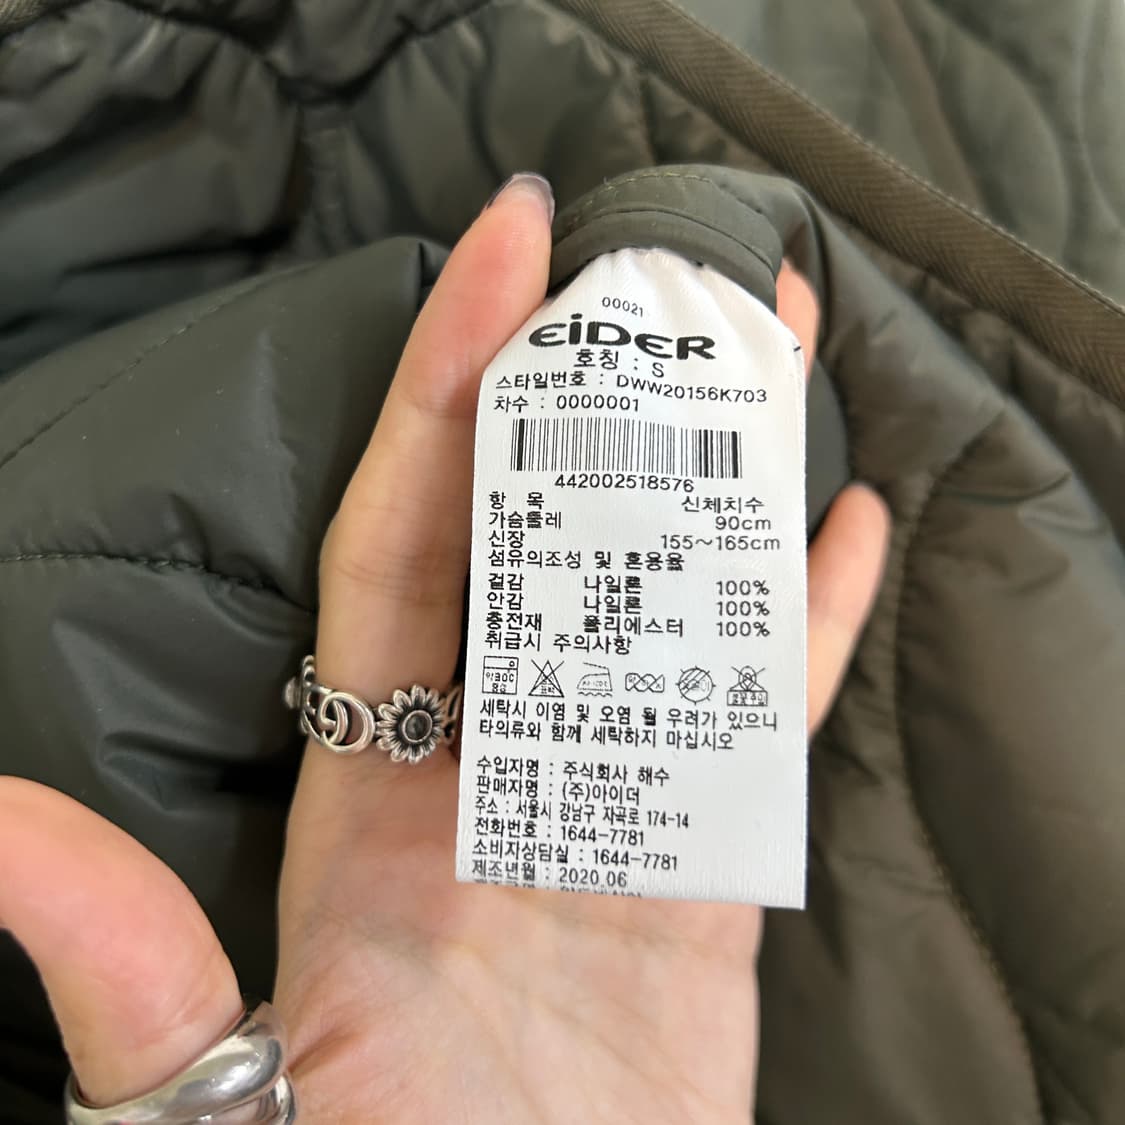 00021
EiDER
호칭 : S
스타일번호 : DWW20156K703
차수 : 0000001
442002518576
항 목 신체치수
가슴둘레 90cm
신장 155~165cm
섬유의조성 및 혼용율
겉감 나일론 100%
안감 나일론 100%
충전재 폴리에스터 100%
취급시 주의사항
세탁시 이염 및 오염 될 우려가 있으니
타의류와 함께 세탁하지 마십시오
수입자명 : 주식회사 해수
판매자명 : (주)아이더
주소 : 서울시 강남구 자곡로 174-14
전화번호 : 1644-7781
소비자상담실 : 1644-7781
제조년월 : 2020 06